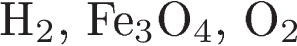 H₂, Fe₃O₄, O₂